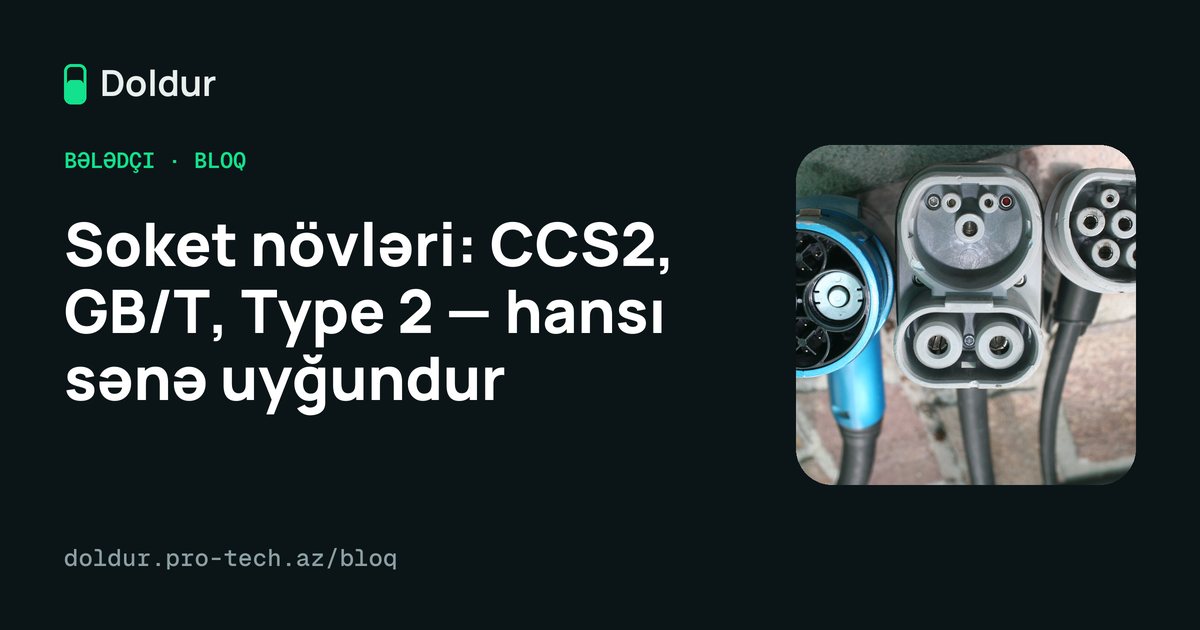 Doldur
BƏLƏDÇI · BLOQ
Soket növləri: CCS2,
GB/T, Type 2 — hansı
sənə uyğundur
doldur.pro-tech.az/bloq